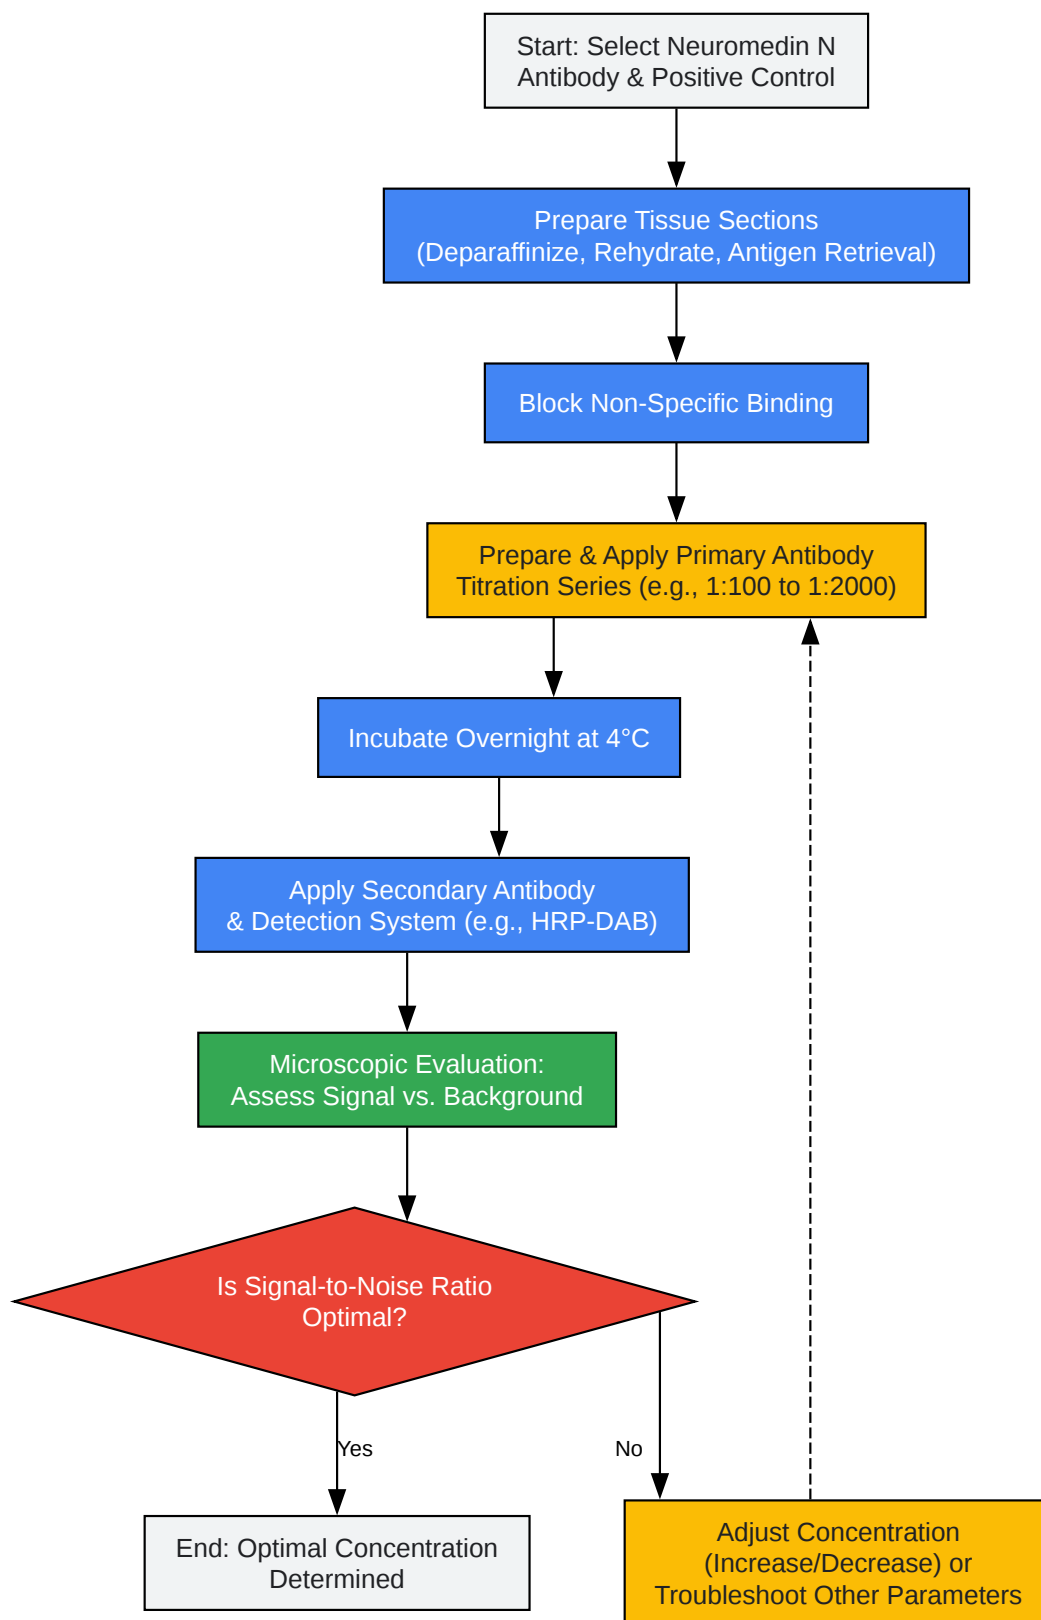 Start: Select Neuromedin N
Antibody & Positive Control
Prepare Tissue Sections
(Deparaffinize, Rehydrate, Antigen Retrieval)
Block Non-Specific Binding
Prepare & Apply Primary Antibody
Titration Series (e.g., 1:100 to 1:2000)
Incubate Overnight at 4°C
Apply Secondary Antibody
& Detection System (e.g., HRP-DAB)
Microscopic Evaluation:
Assess Signal vs. Background
Is Signal-to-Noise Ratio
Optimal?
Yes
No
End: Optimal Concentration
Determined
Adjust Concentration
(Increase/Decrease) or
Troubleshoot Other Parameters